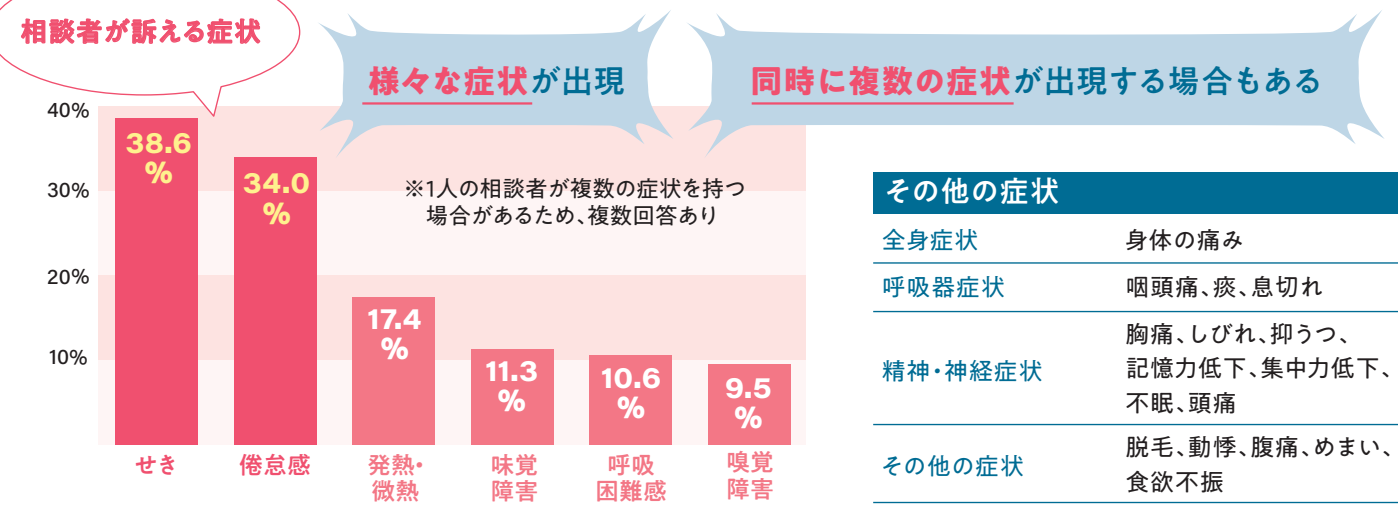 相談者が訴える症状
様々な症状が出現
同時に複数の症状が出現する場合もある
40%
30%
20%
10%
38.6
%
34.0
%
17.4
%
11.3
%
10.6
%
9.5
%
※1人の相談者が複数の症状を持つ
場合があるため、複数回答あり
せき
倦怠感
発熱・
微熱
味覚
障害
呼吸
困難感
嗅覚
障害
その他の症状
全身症状 身体の痛み
呼吸器症状 咽頭痛、痰、息切れ
精神・神経症状 胸痛、しびれ、抑うつ、
記憶力低下、集中力低下、
不眠、頭痛
その他の症状 脱毛、動悸、腹痛、めまい、
食欲不振